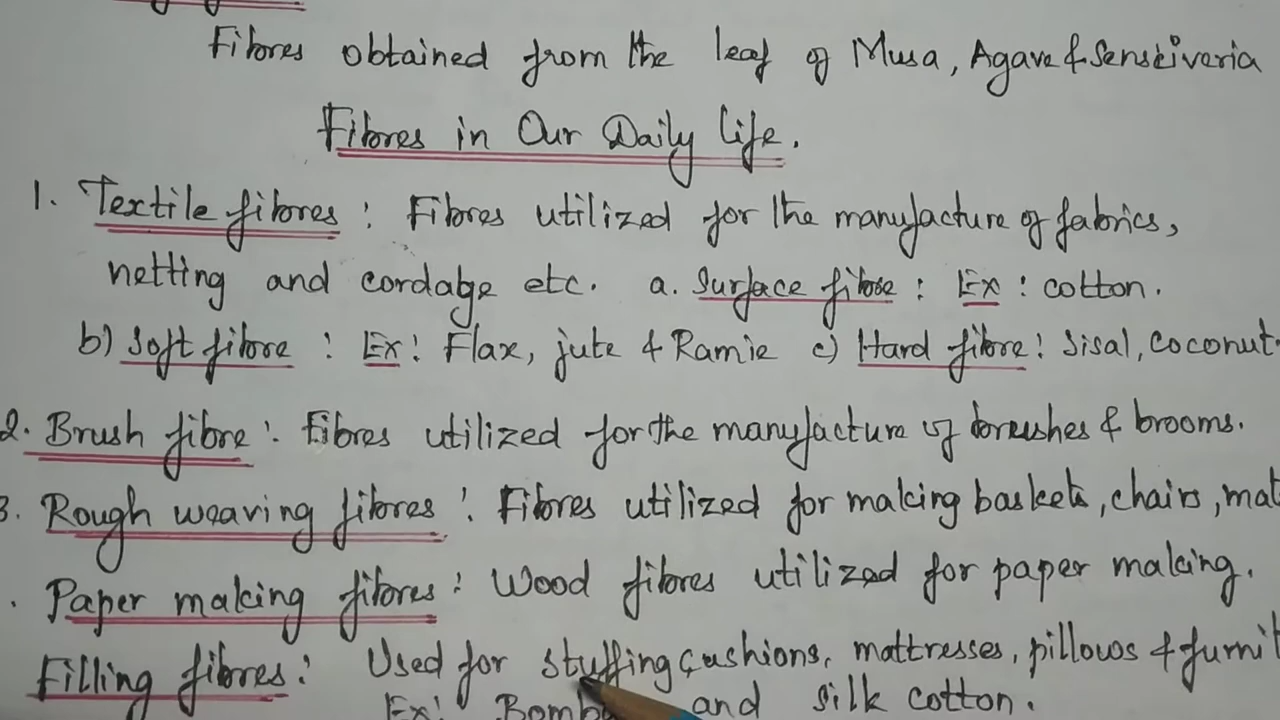 Fibres obtained from the leaf of Musa, Agave & Senseivaria
Fibres in Our Daily life.
1. Textile fibres : Fibres utilized for the manufacture of fabrics,
netting and cordage etc. a. Surface fibre : Ex : cotton.
b) Soft fibre : Ex : Flax, jute & Ramie c) Hard fibre : Sisal, Coconut.
2. Brush fibre : Fibres utilized for the manufacture of brushes & brooms.
3. Rough weaving fibres : Fibres utilized for making baskets, chairs, mat
. Paper making fibres : Wood fibres utilized for paper making.
Filling fibres : Used for stuffing cushions, mattresses, pillows &
Ex: and silk cotton.